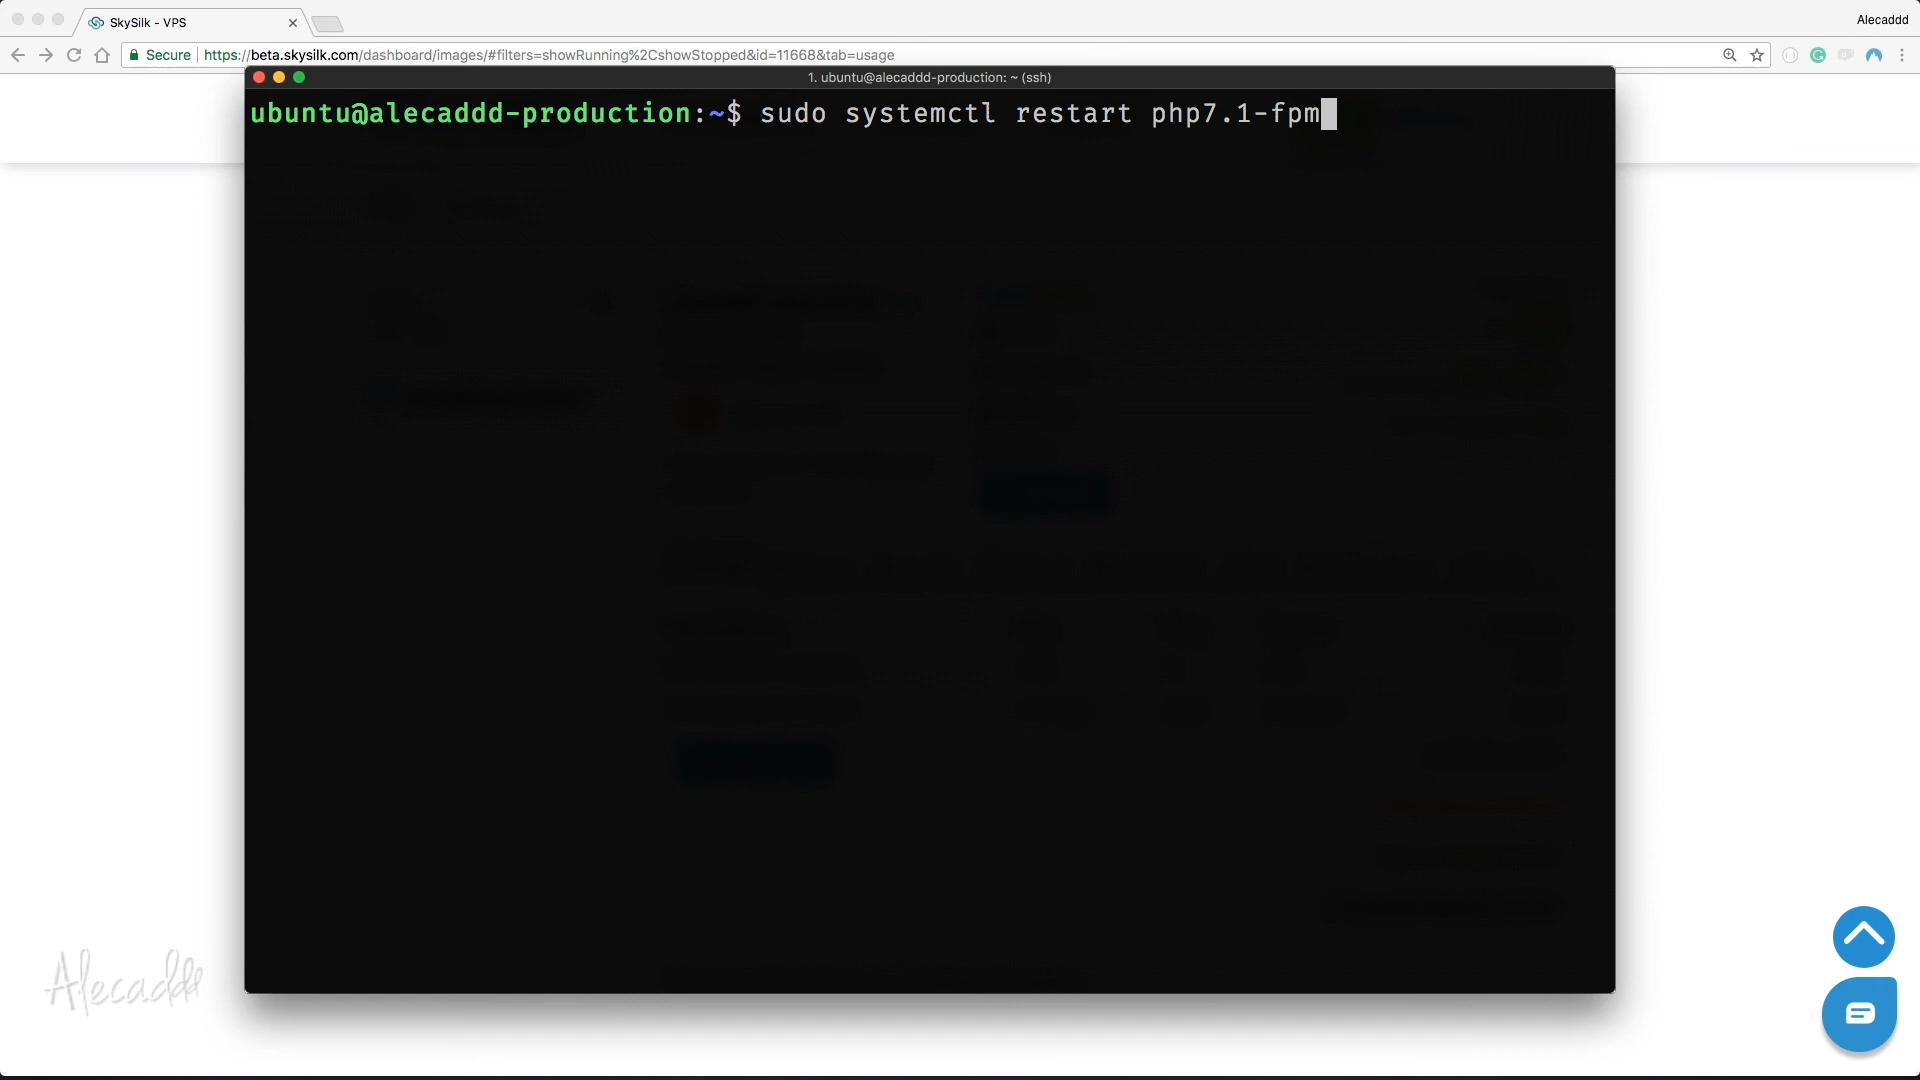 SkySilk - VPS
Alecaddd
Secure
https://beta.skysilk.com/dashboard/images/#filters=showRunning%2CshowStopped&id=11668&tab=usage
1. ubuntu@alecaddd-production: ~ (ssh)
ubuntu@alecaddd-production:~$ sudo systemctl restart php7.1-fpm
Alecaddd